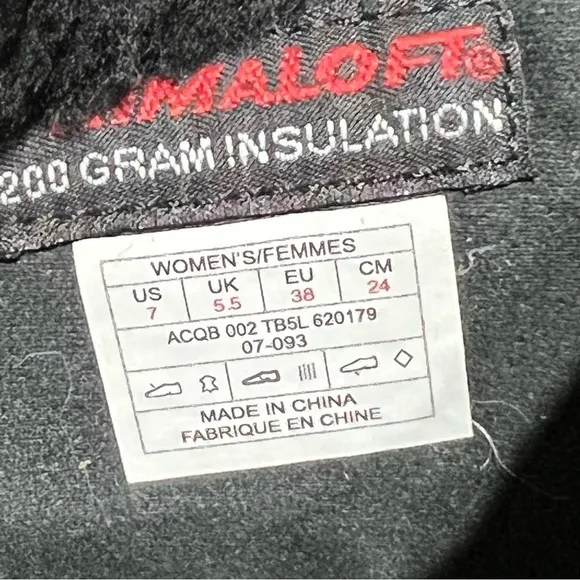 MALOFT®
200 GRAM INSULATION
WOMEN'S/FEMMES
US UK EU CM
7 5.5 38 24
ACQB 002 TB5L 620179
07-093
MADE IN CHINA
FABRIQUE EN CHINE